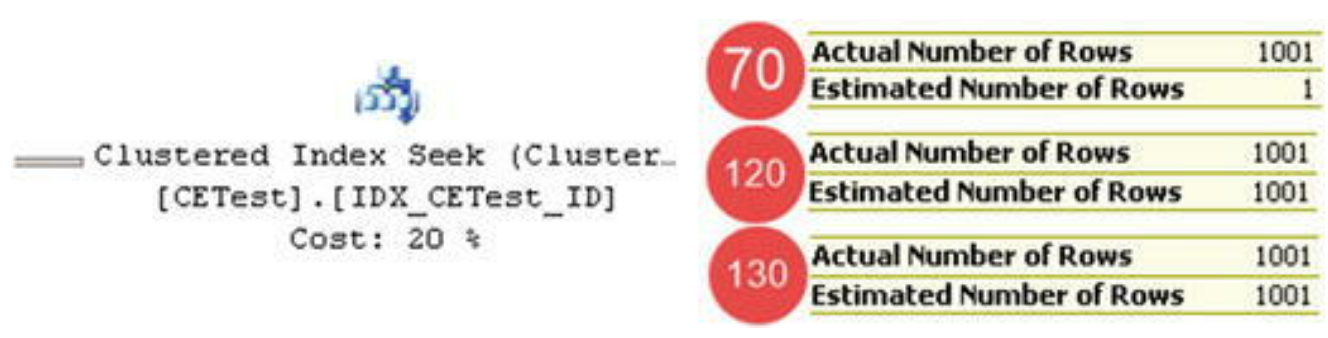 Clustered Index Seek (Cluster…
[CETest].[IDX_CETest_ID]
Cost: 20 %
70
Actual Number of Rows 1001
Estimated Number of Rows 1
120
Actual Number of Rows 1001
Estimated Number of Rows 1001
130
Actual Number of Rows 1001
Estimated Number of Rows 1001